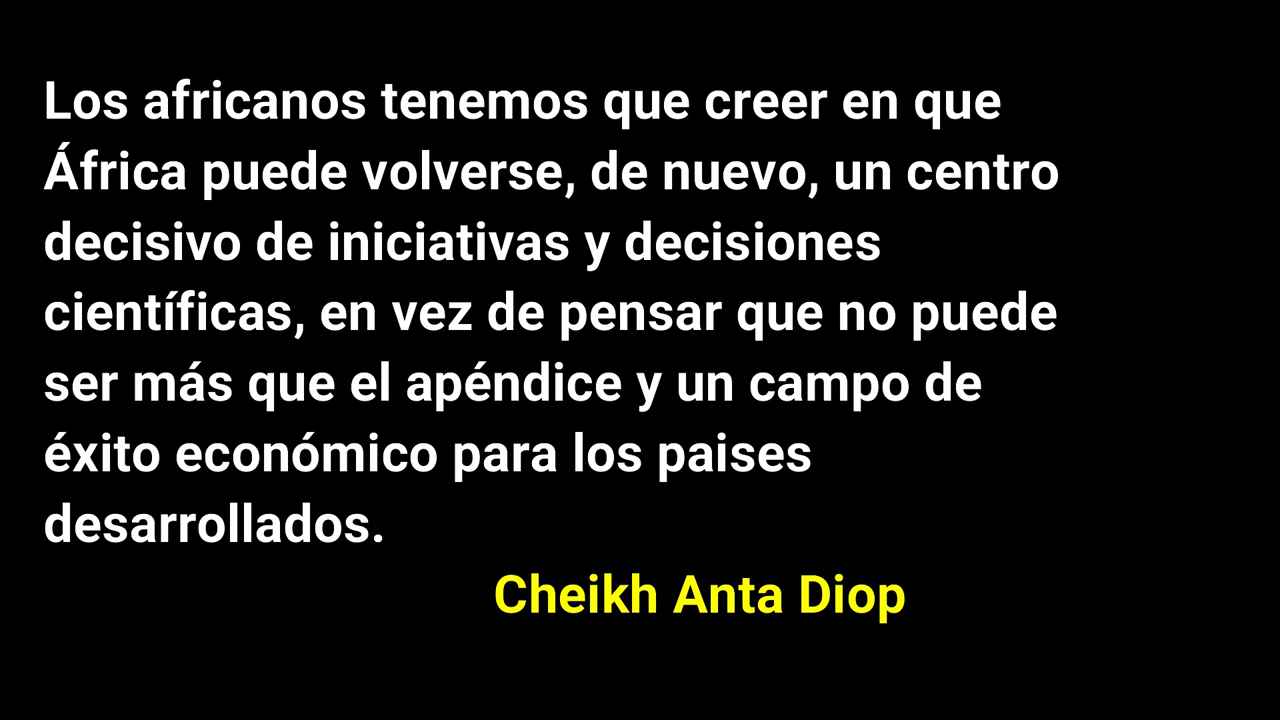 Los africanos tenemos que creer en que
África puede volverse, de nuevo, un centro
decisivo de iniciativas y decisiones
científicas, en vez de pensar que no puede
ser más que el apéndice y un campo de
éxito económico para los paises
desarrollados.
Cheikh Anta Diop